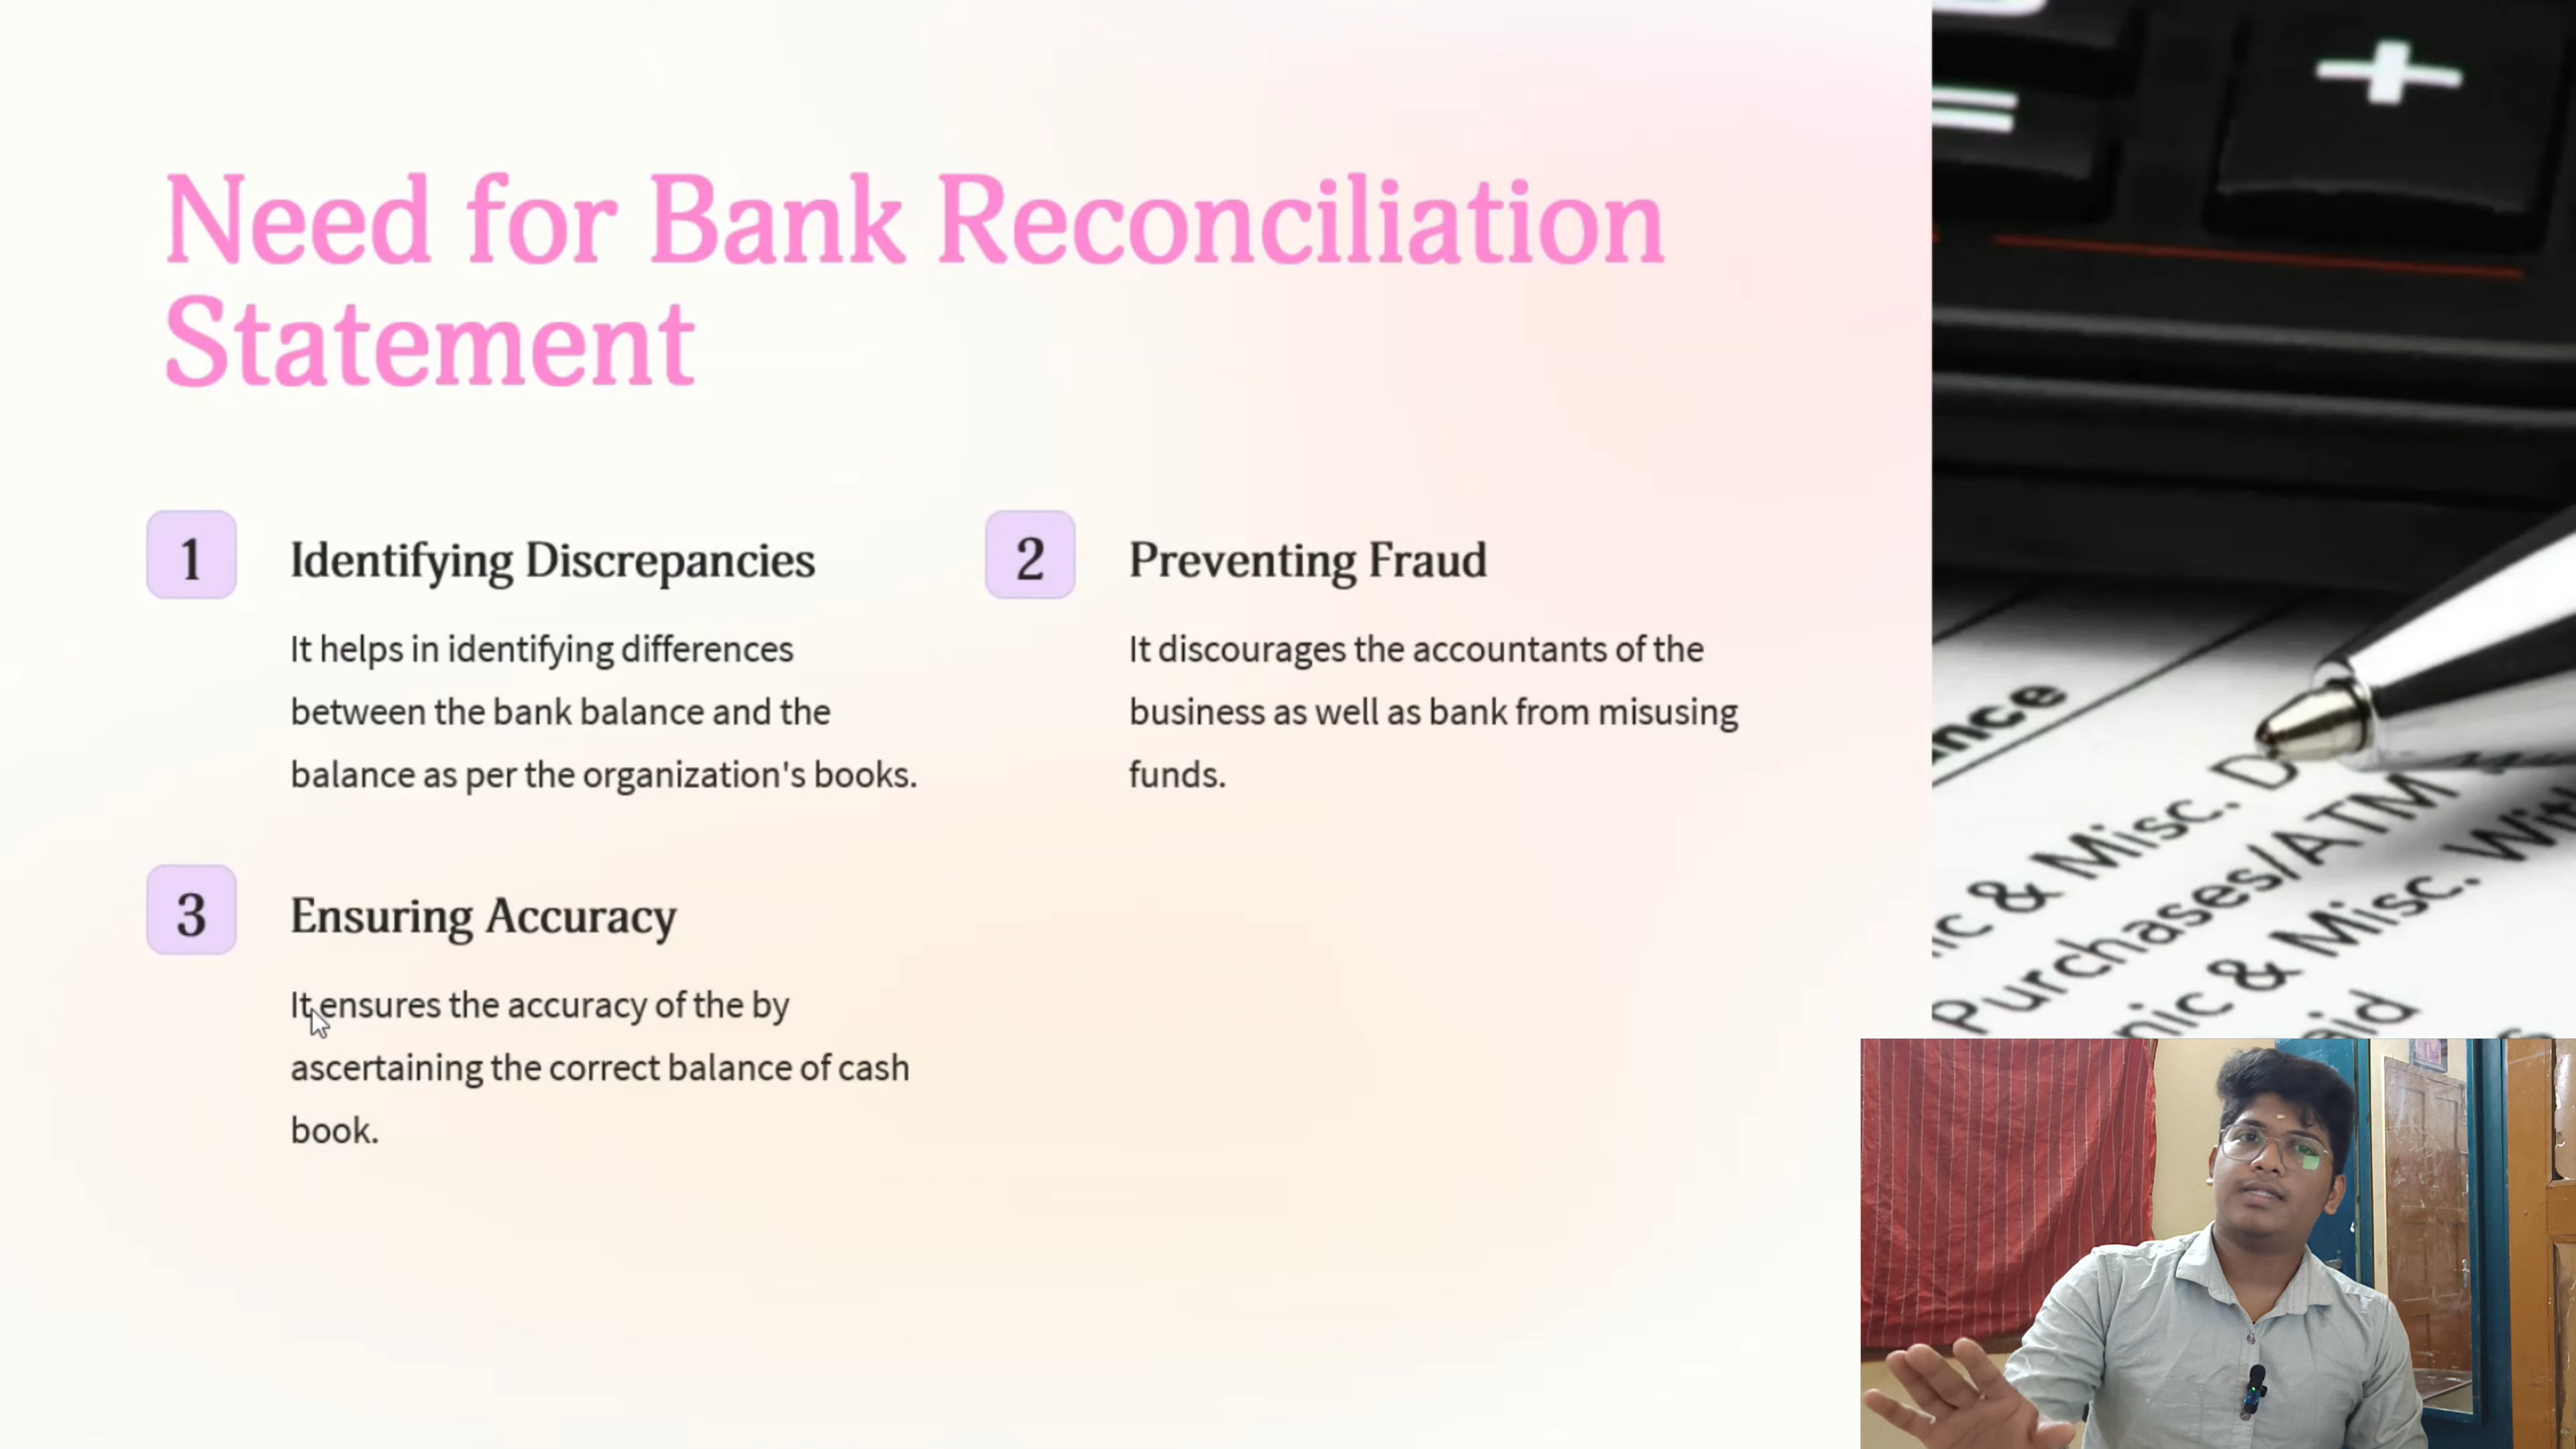 Need for Bank Reconciliation
Statement
1
Identifying Discrepancies
It helps in identifying differences
between the bank balance and the
balance as per the organization's books.
2
Preventing Fraud
It discourages the accountants of the
business as well as bank from misusing
funds.
3
Ensuring Accuracy
It ensures the accuracy of the by
ascertaining the correct balance of cash
book.
+
=
& Misc.
Purchases/ATM
& Misc.